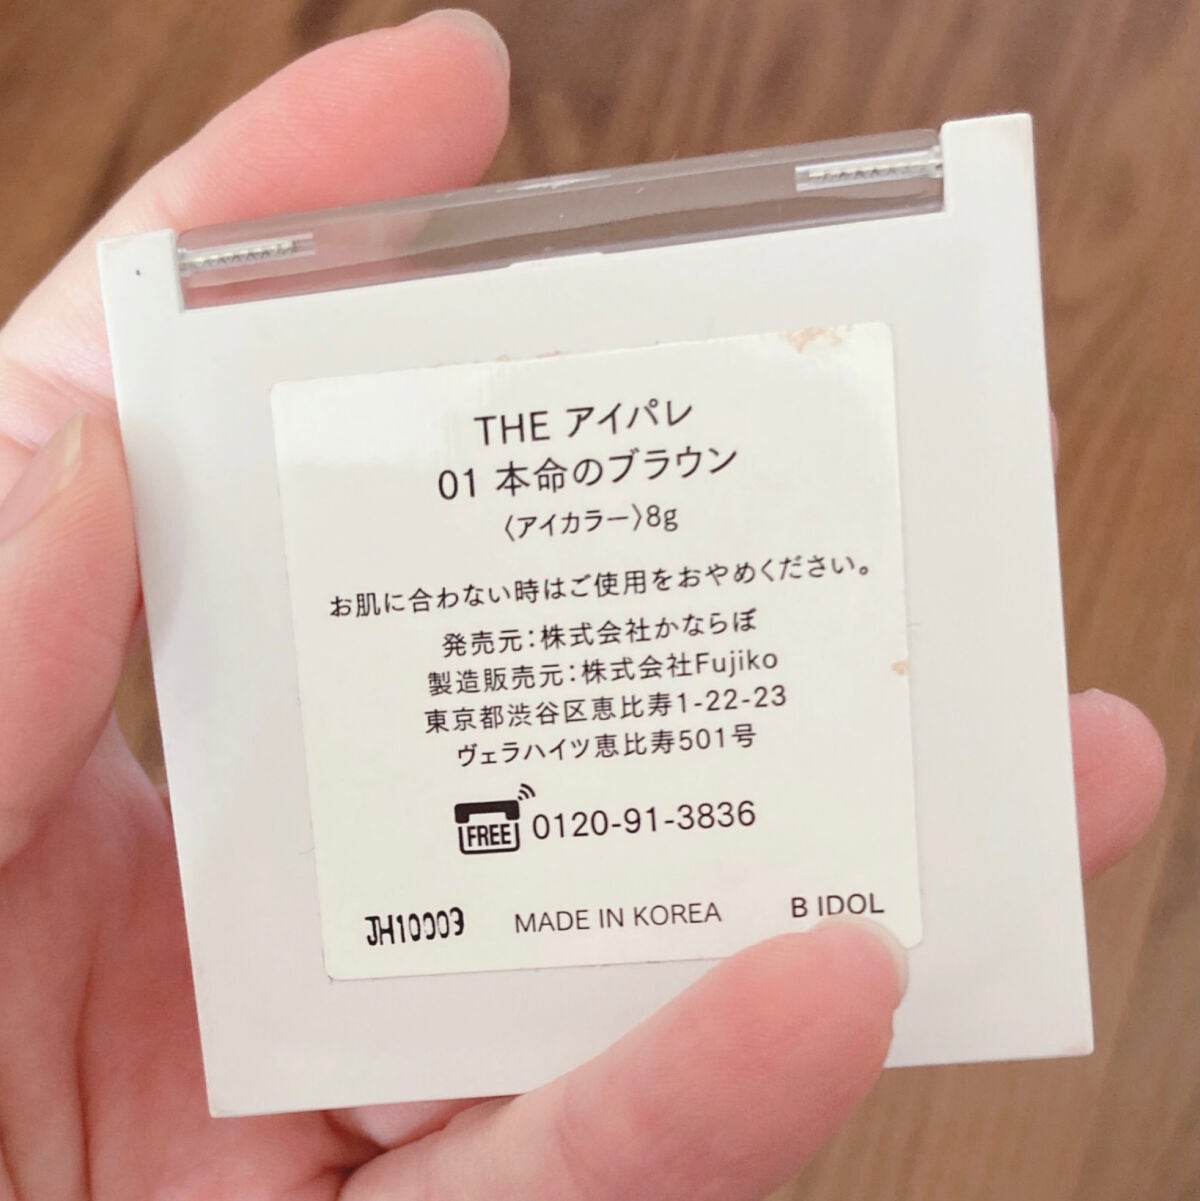 THE アイパレ
01 本命のブラウン
〈アイカラー〉8g
お肌に合わない時はご使用をおやめください。
発売元：株式会社かならぼ
製造販売元：株式会社Fujiko
東京都渋谷区恵比寿1-22-23
ヴェラハイツ恵比寿501号
FREE 0120-91-3836
JH10009 MADE IN KOREA B IDOL